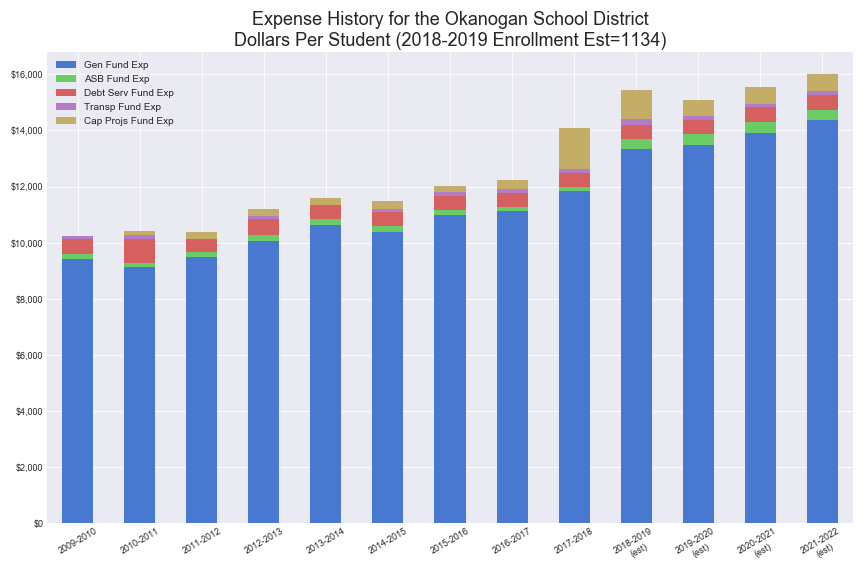 Expense History for the Okanogan School District
Dollars Per Student (2018-2019 Enrollment Est=1134)
Gen Fund Exp
ASB Fund Exp
Debt Serv Fund Exp
Transp Fund Exp
Cap Projs Fund Exp
$16,000
$14,000
$12,000
$10,000
$8,000
$6,000
$4,000
$2,000
$0
2009-2010
2010-2011
2011-2012
2012-2013
2013-2014
2014-2015
2015-2016
2016-2017
2017-2018
2018-2019
(est)
2019-2020
(est)
2020-2021
(est)
2021-2022
(est)